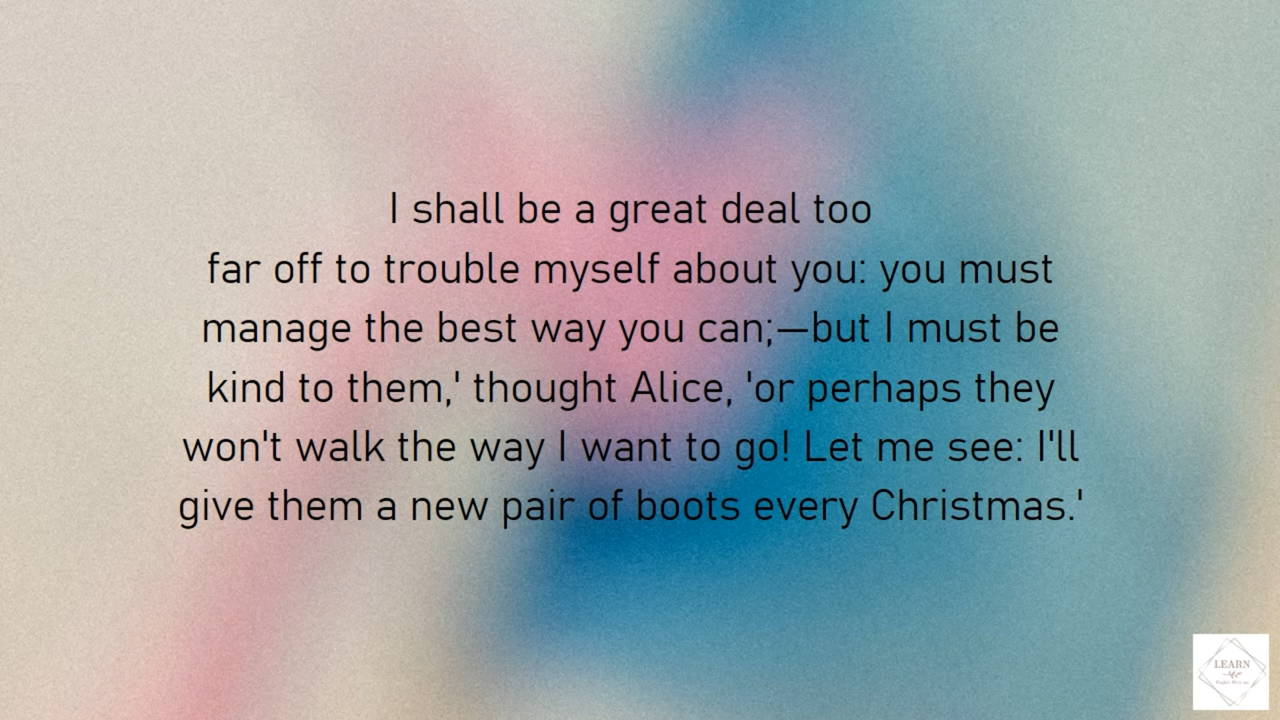 I shall be a great deal too
far off to trouble myself about you: you must
manage the best way you can;—but I must be
kind to them,' thought Alice, 'or perhaps they
won't walk the way I want to go! Let me see: I'll
give them a new pair of boots every Christmas.'
LEARN